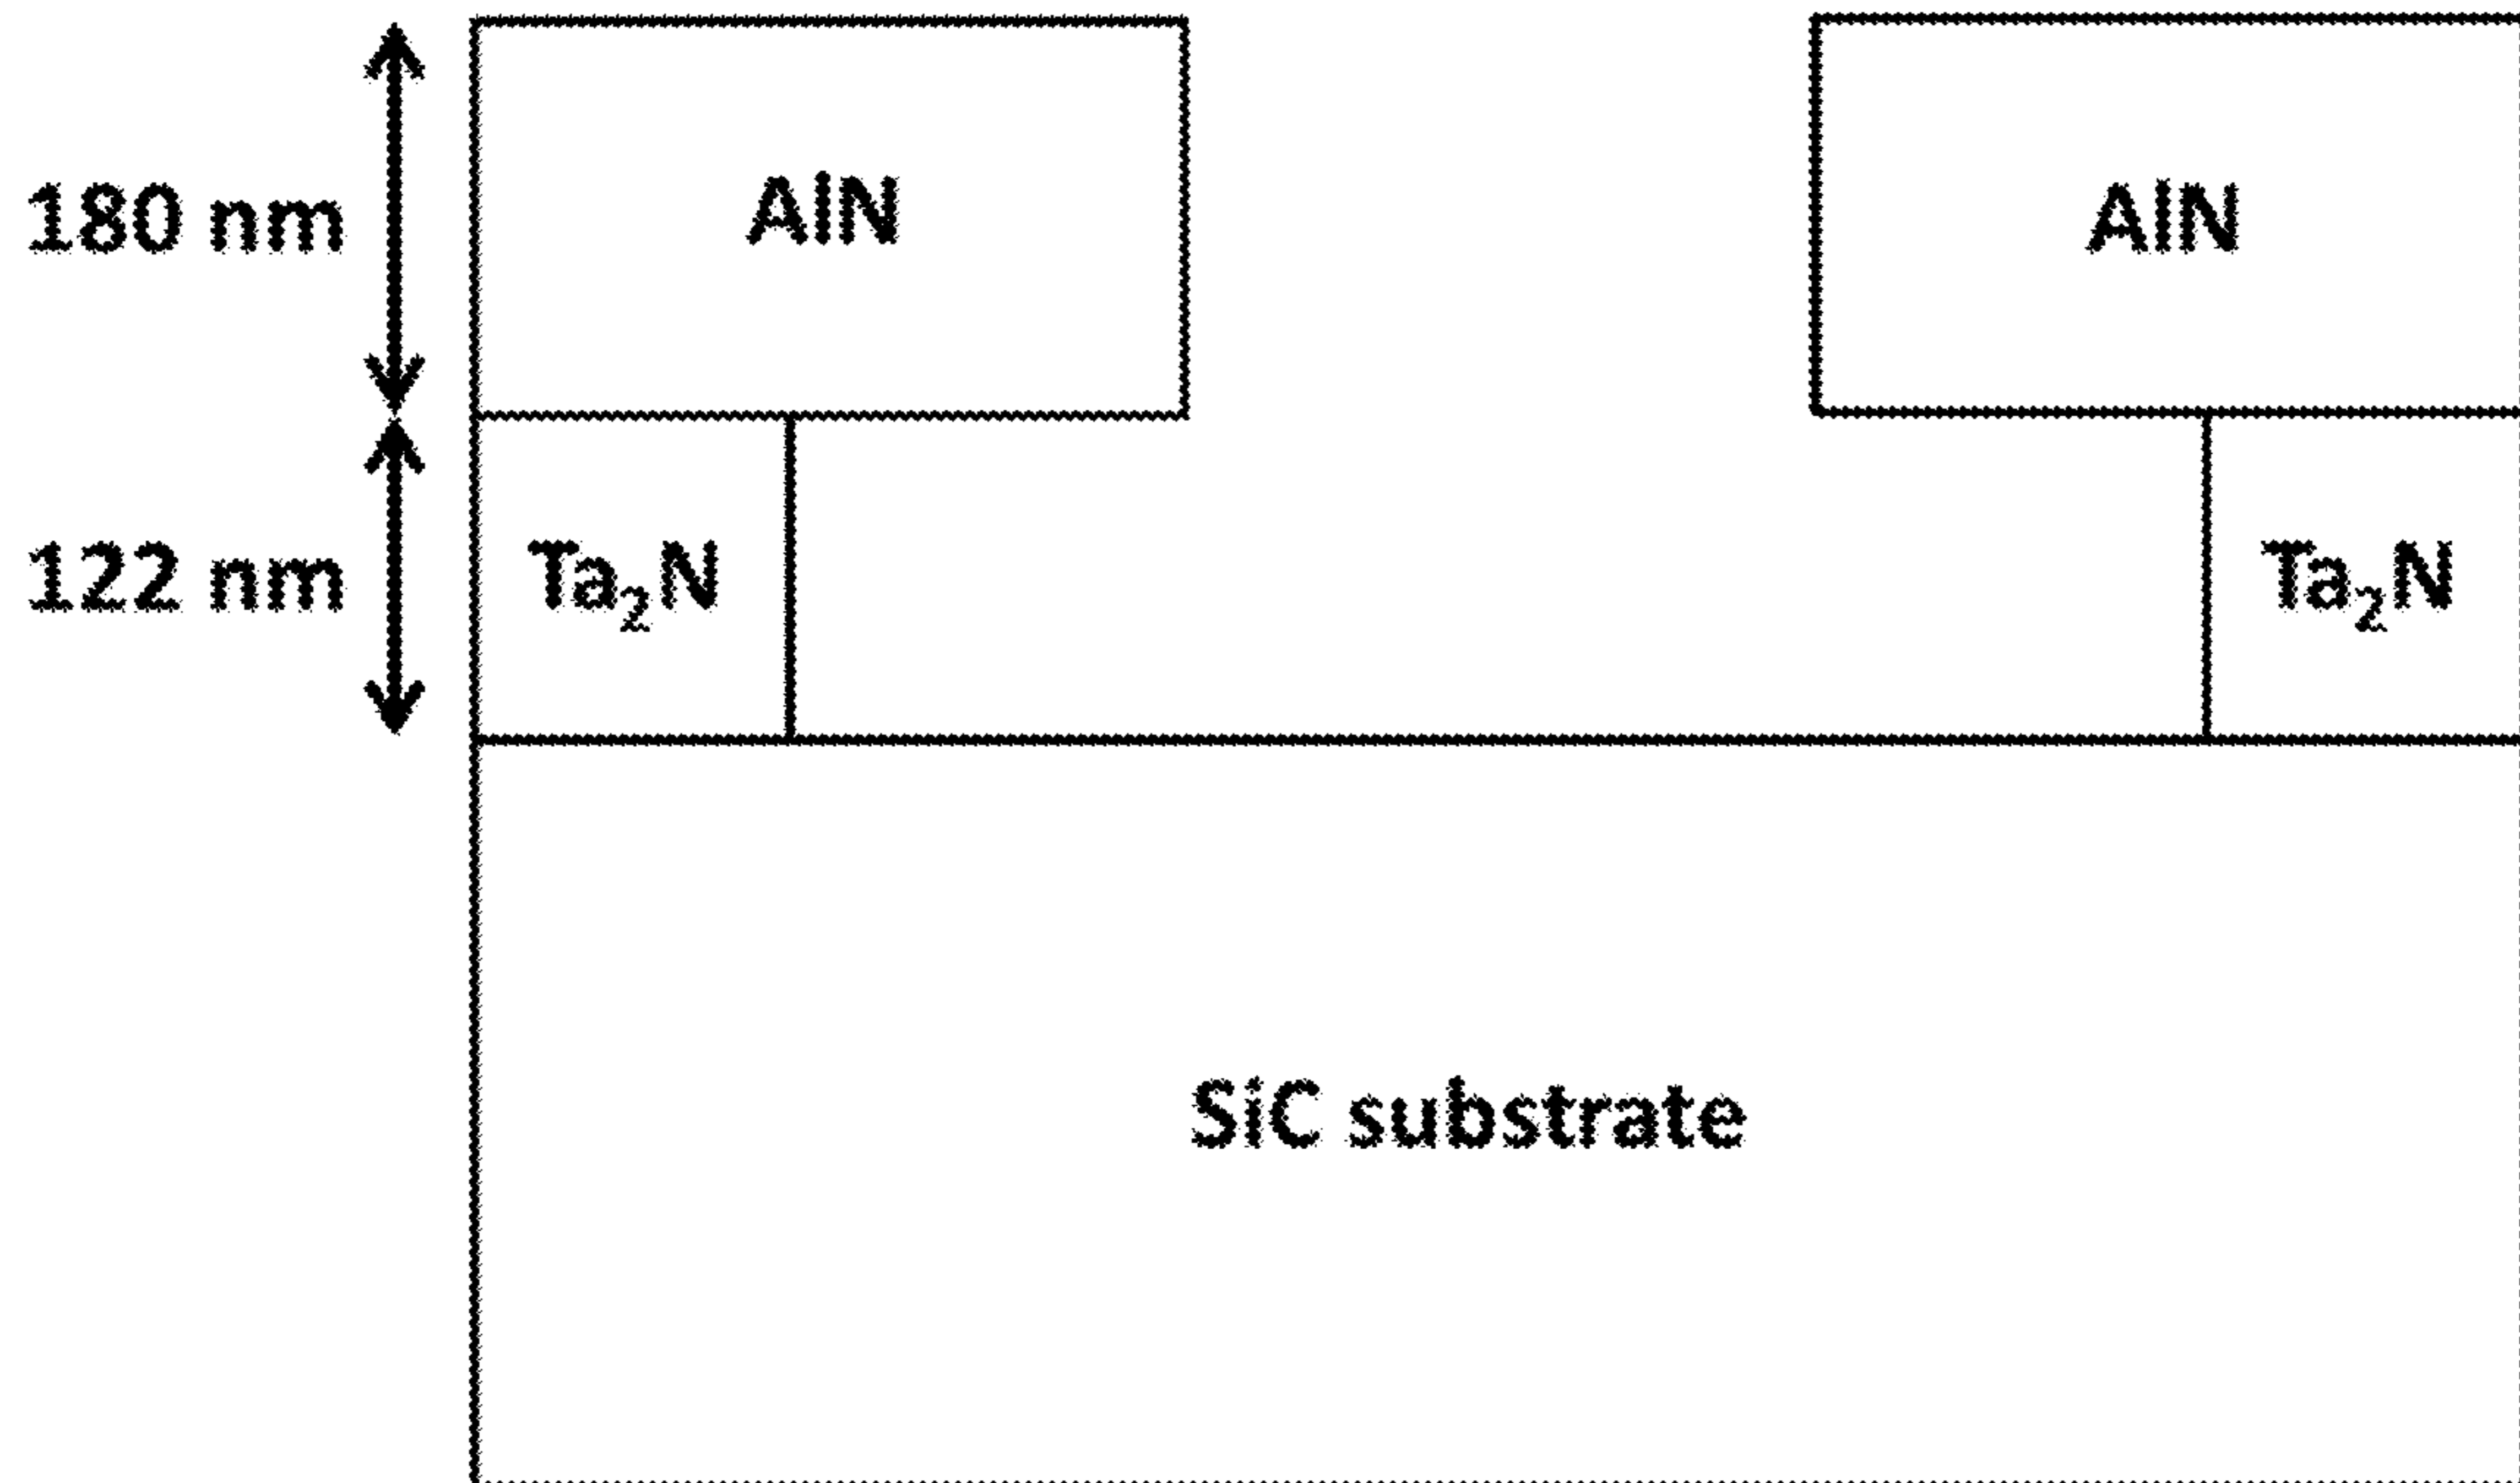 180 nm
AlN
AlN
122 nm
Ta₂N
Ta₂N
SiC substrate